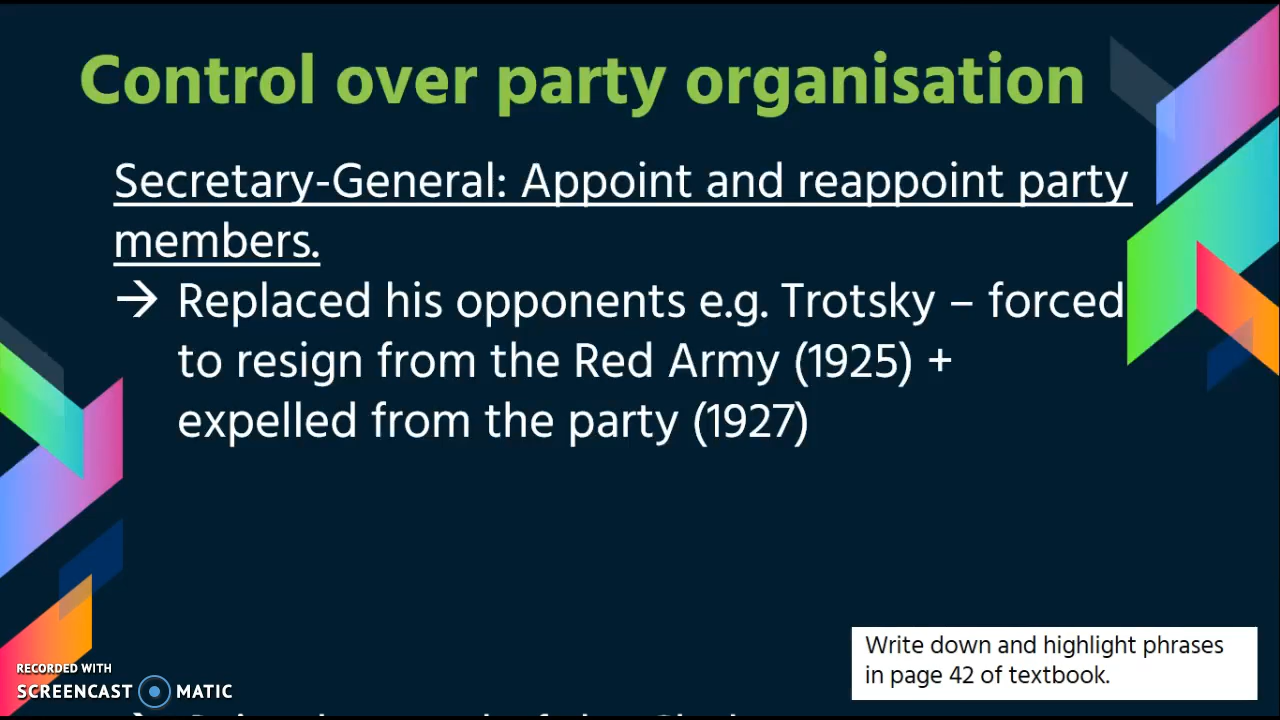 Control over party organisation
Secretary-General: Appoint and reappoint party
members.
→ Replaced his opponents e.g. Trotsky – forced
to resign from the Red Army (1925) +
expelled from the party (1927)
Write down and highlight phrases
in page 42 of textbook.
RECORDED WITH
SCREENCAST MATIC